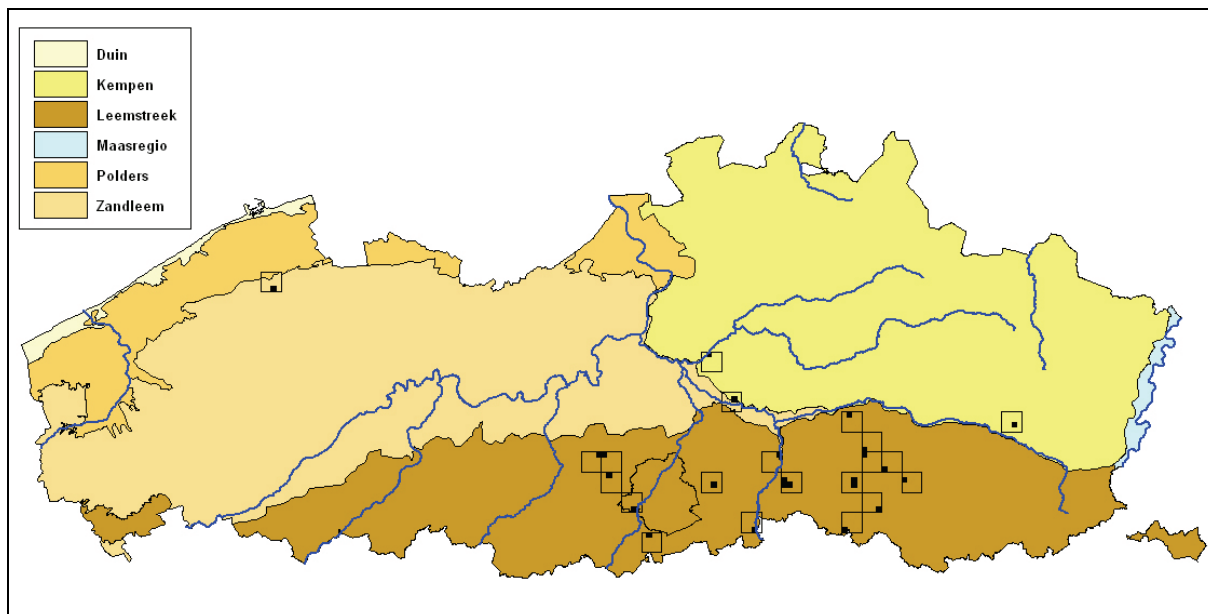 Duin
Kempen
Leemstreek
Maasregio
Polders
Zandleem